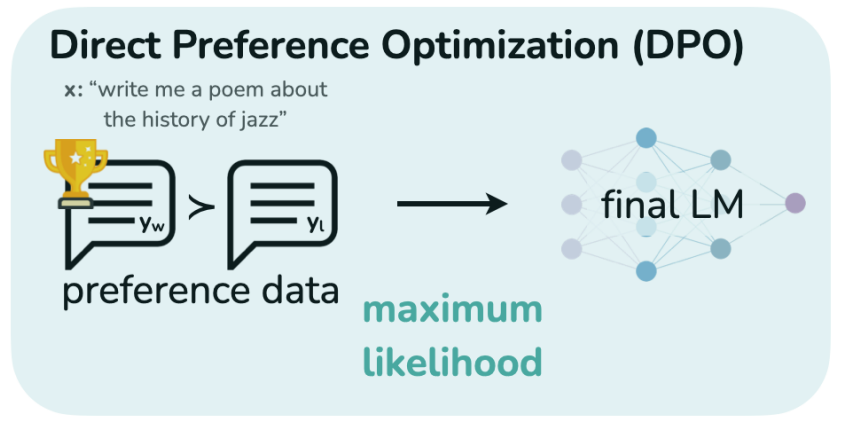 Direct Preference Optimization (DPO)
x: “write me a poem about
the history of jazz”
yw
≻
yl
preference data
maximum
likelihood
final LM